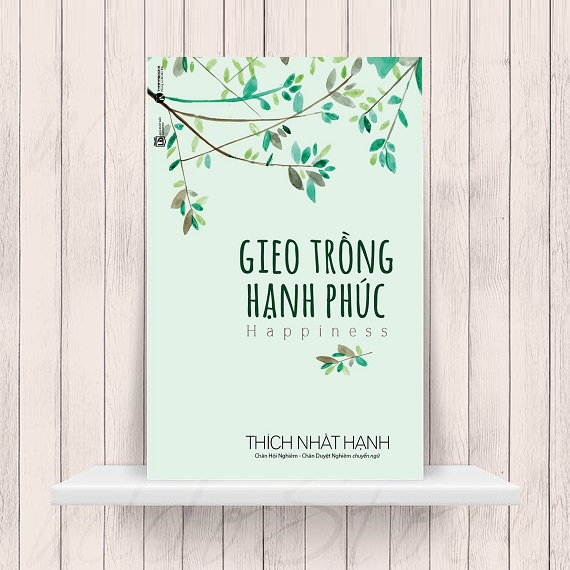 GIEO TRỒNG
HẠNH PHÚC
Happiness
THÍCH NHẤT HẠNH
Chân Hội Nghiêm - Chân Duyệt Nghiêm chuyển ngữ